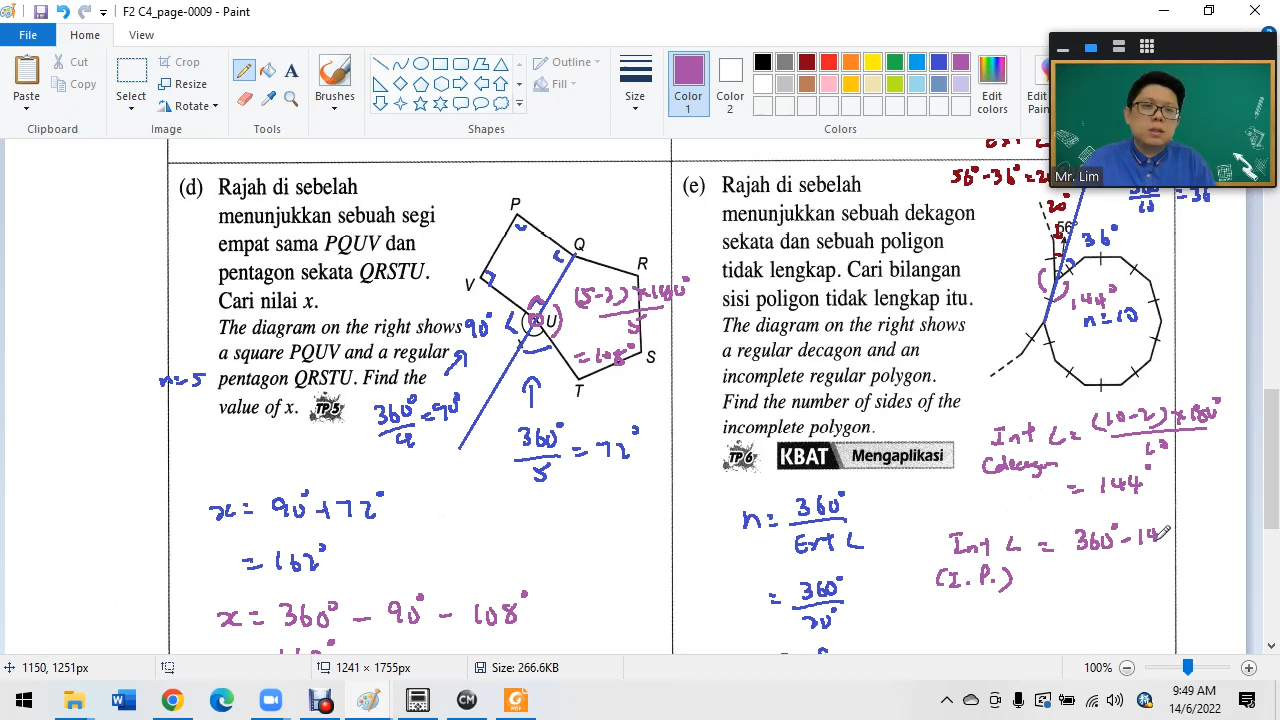 F2 C4_page-0009 - Paint
File Home View
Paste
Cut
Copy
Clipboard
Select
Crop
Resize
Rotate
Image
Tools
Brushes
Shapes
Outline
Fill
Size
Color 1
Color 2
Colors
Edit colors
Mr. Lim
(d) Rajah di sebelah
menunjukkan sebuah segi
empat sama PQUV dan
pentagon sekata QRSTU.
Cari nilai x.
The diagram on the right shows
a square PQUV and a regular
pentagon QRSTU. Find the
value of x. TP5
n=5
P
Q
R
V
U
S
T
x
90°
(5-2) × 180°
5
= 108°
360°
4
= 90°
360°
5
= 72°
x = 90° + 72°
= 162°
x = 360° - 90° - 108°
(e) Rajah di sebelah
menunjukkan sebuah dekagon
sekata dan sebuah poligon
tidak lengkap. Cari bilangan
sisi poligon tidak lengkap itu.
The diagram on the right shows
a regular decagon and an
incomplete regular polygon.
Find the number of sides of the
incomplete polygon.
TP6 KBAT Mengaplikasi
20°
56°
36°
144°
n=10
Int ∠ = (10-2) × 180°
10
= 144°
n = 360°
Ext ∠
= 360°
Int ∠ = 360° - 14
(I.P.)
1150, 1251px
1241 × 1755px
Size: 266.6KB
100%
9:49 AM
14/6/2022